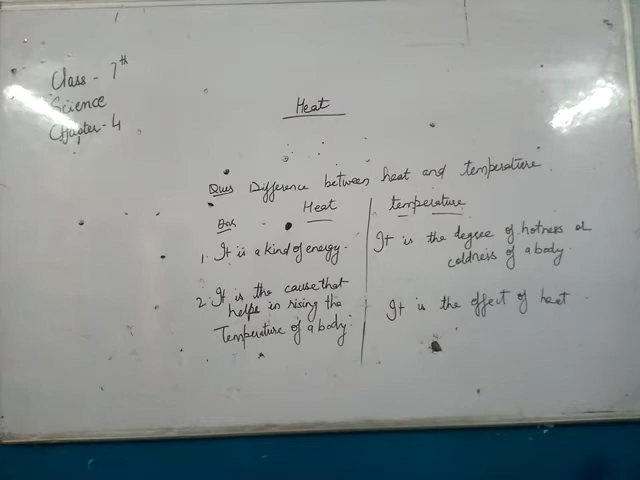 Class - 7th
Science
Chapter - 4
Heat
Ques Difference between heat and temperature.
Heat temperature
1. It is a kind of energy. It is the degree of hotness or
coldness of a body.
2. It is the cause that
helps in rising the
Temperature of a body. It is the effect of heat.